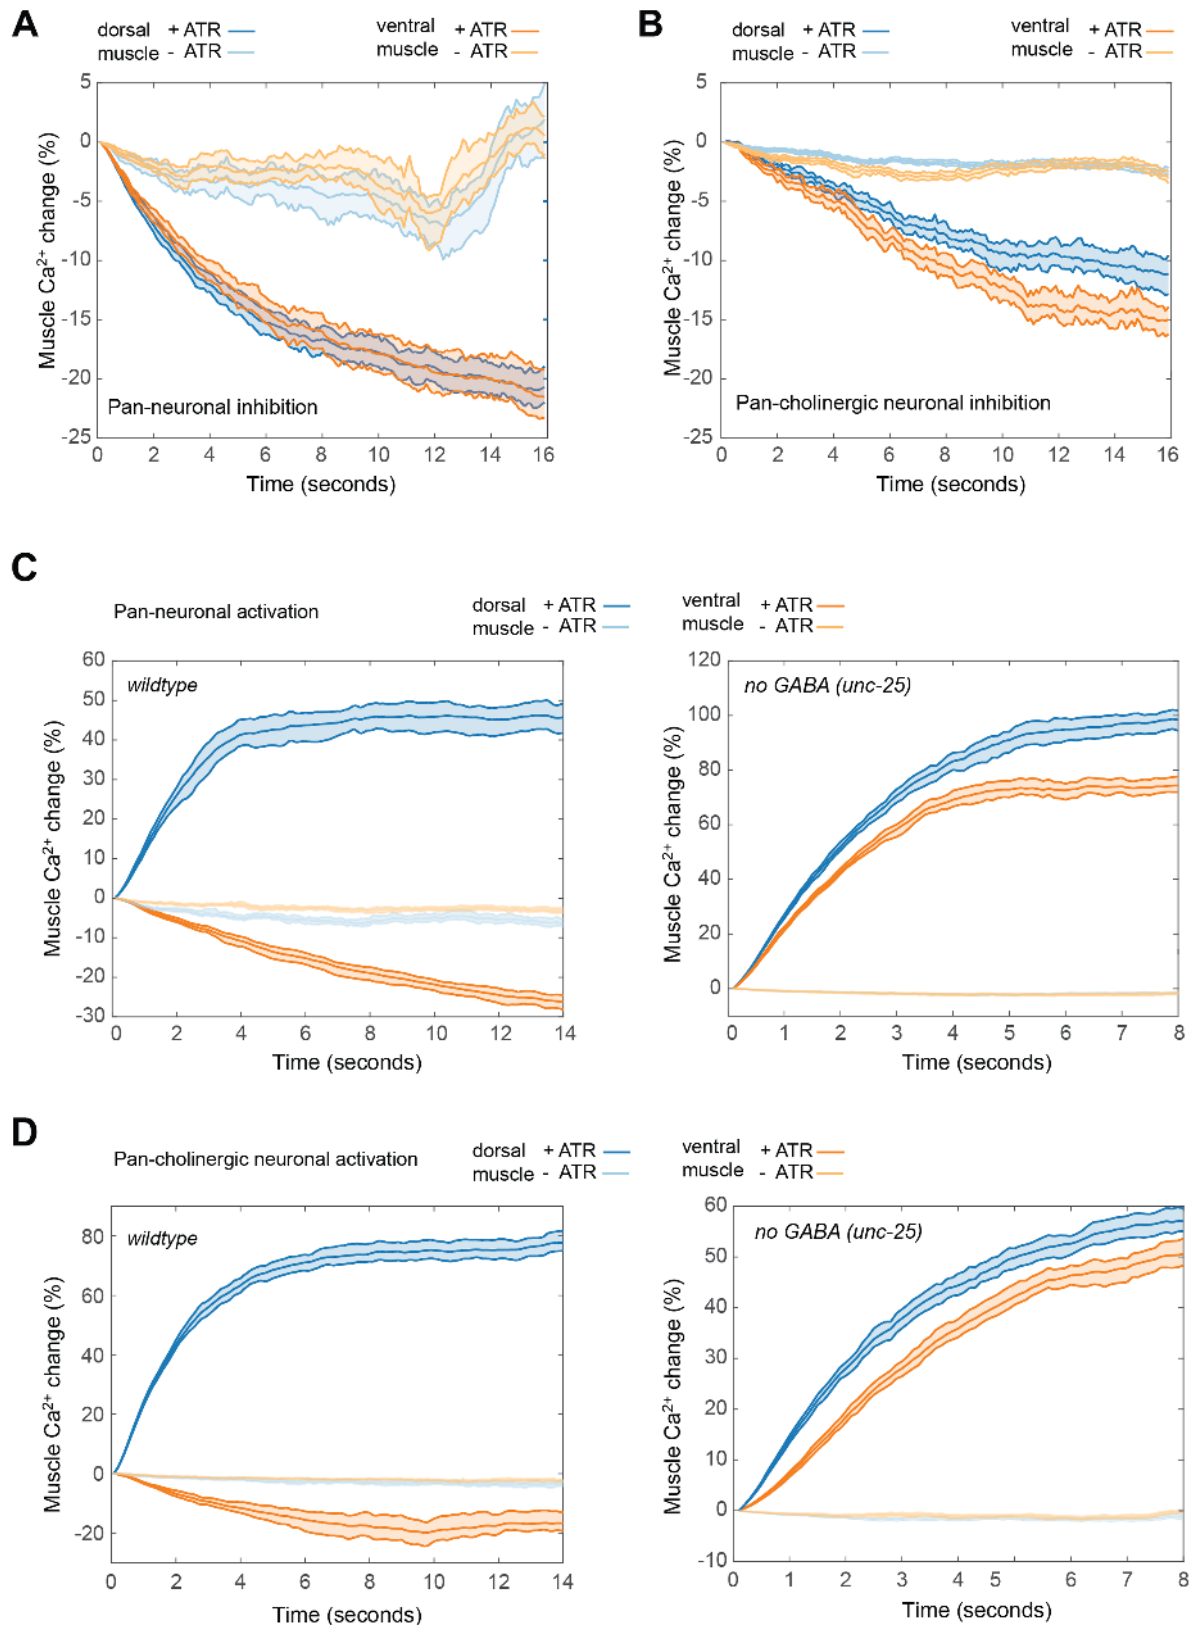 A
dorsal muscle + ATR
- ATR
ventral muscle + ATR
- ATR
Muscle Ca²⁺ change (%)
5
0
-5
-10
-15
-20
-25
Pan-neuronal inhibition
0 2 4 6 8 10 12 14 16
Time (seconds)
B
dorsal muscle + ATR
- ATR
ventral muscle + ATR
- ATR
Muscle Ca²⁺ change (%)
5
0
-5
-10
-15
-20
-25
Pan-cholinergic neuronal inhibition
0 2 4 6 8 10 12 14 16
Time (seconds)
C
Pan-neuronal activation
dorsal muscle + ATR
- ATR
ventral muscle + ATR
- ATR
wildtype
Muscle Ca²⁺ change (%)
60
50
40
30
20
10
0
-10
-20
-30
0 2 4 6 8 10 12 14
Time (seconds)
no GABA (unc-25)
Muscle Ca²⁺ change (%)
120
100
80
60
40
20
0
0 1 2 3 4 5 6 7 8
Time (seconds)
D
Pan-cholinergic neuronal activation
dorsal muscle + ATR
- ATR
ventral muscle + ATR
- ATR
wildtype
Muscle Ca²⁺ change (%)
80
60
40
20
0
-20
0 2 4 6 8 10 12 14
Time (seconds)
no GABA (unc-25)
Muscle Ca²⁺ change (%)
60
50
40
30
20
10
0
-10
0 1 2 3 4 5 6 7 8
Time (seconds)